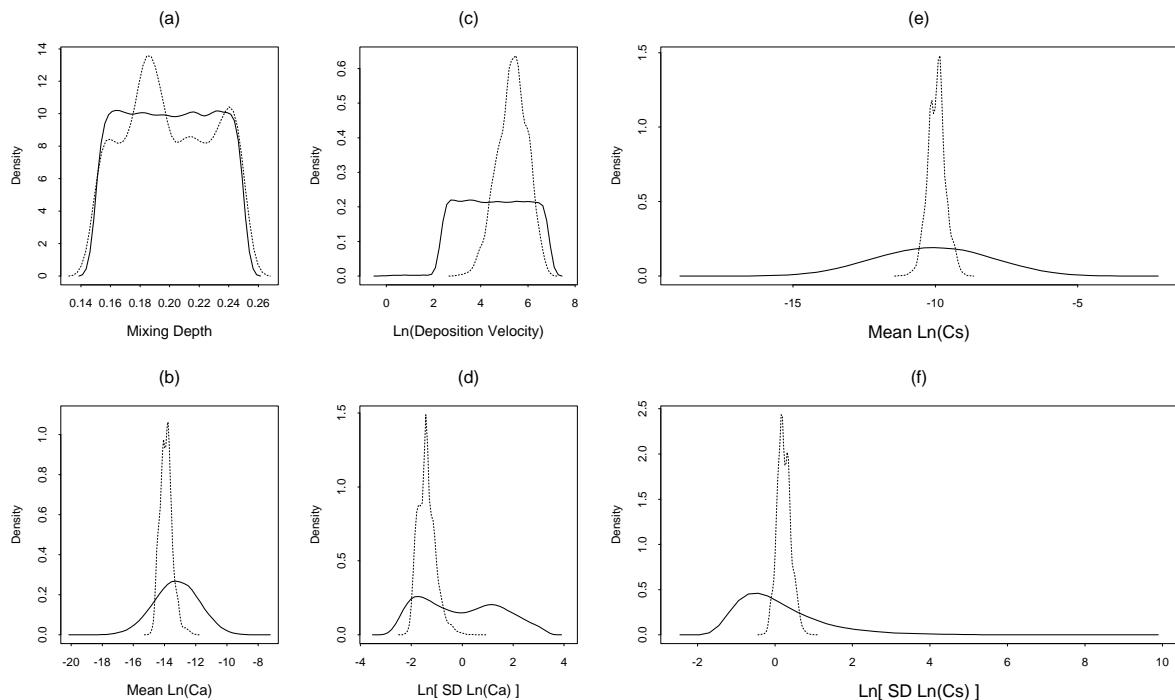 (a)
Density
0 2 4 6 8 10 12 14
0.14 0.16 0.18 0.20 0.22 0.24 0.26
Mixing Depth
(c)
Density
0.0 0.1 0.2 0.3 0.4 0.5 0.6
0 2 4 6 8
Ln(Deposition Velocity)
(e)
Density
0.0 0.5 1.0 1.5
-15 -10 -5
Mean Ln(Cs)
(b)
Density
0.0 0.2 0.4 0.6 0.8 1.0
-20 -18 -16 -14 -12 -10 -8
Mean Ln(Ca)
(d)
Density
0.0 0.5 1.0 1.5
-4 -2 0 2 4
Ln[ SD Ln(Ca) ]
(f)
Density
0.0 0.5 1.0 1.5 2.0 2.5
-2 0 2 4 6 8 10
Ln[ SD Ln(Cs) ]